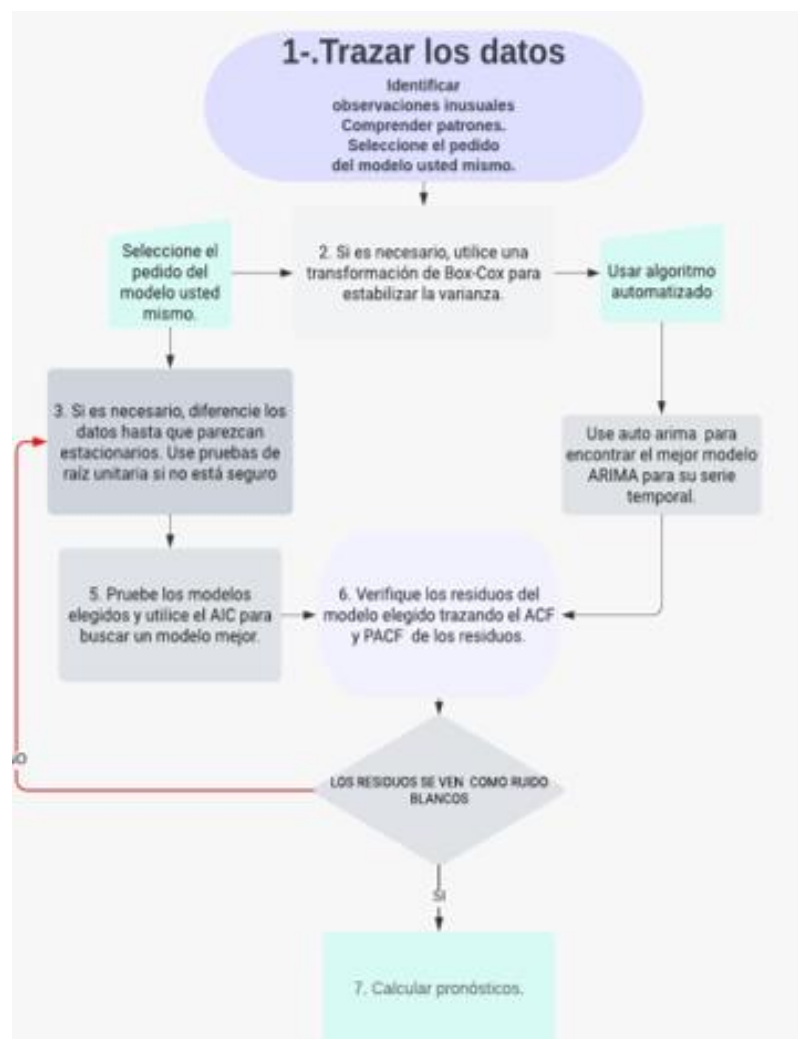 1-.Trazar los datos
Identificar
observaciones inusuales
Comprender patrones.
Seleccione el pedido
del modelo usted mismo.
Seleccione el
pedido del
modelo usted
mismo.
2. Si es necesario, utilice una
transformación de Box-Cox para
estabilizar la varianza.
Usar algoritmo
automatizado
3. Si es necesario, diferencie los
datos hasta que parezcan
estacionarios. Use pruebas de
raíz unitaria si no está seguro
Use auto arima para
encontrar el mejor modelo
ARIMA para su serie
temporal.
5. Pruebe los modelos
elegidos y utilice el AIC para
buscar un modelo mejor.
6. Verifique los residuos del
modelo elegido trazando el ACF
y PACF de los residuos.
LOS RESIDUOS SE VEN COMO RUIDO
BLANCOS
SI
7. Calcular pronósticos.